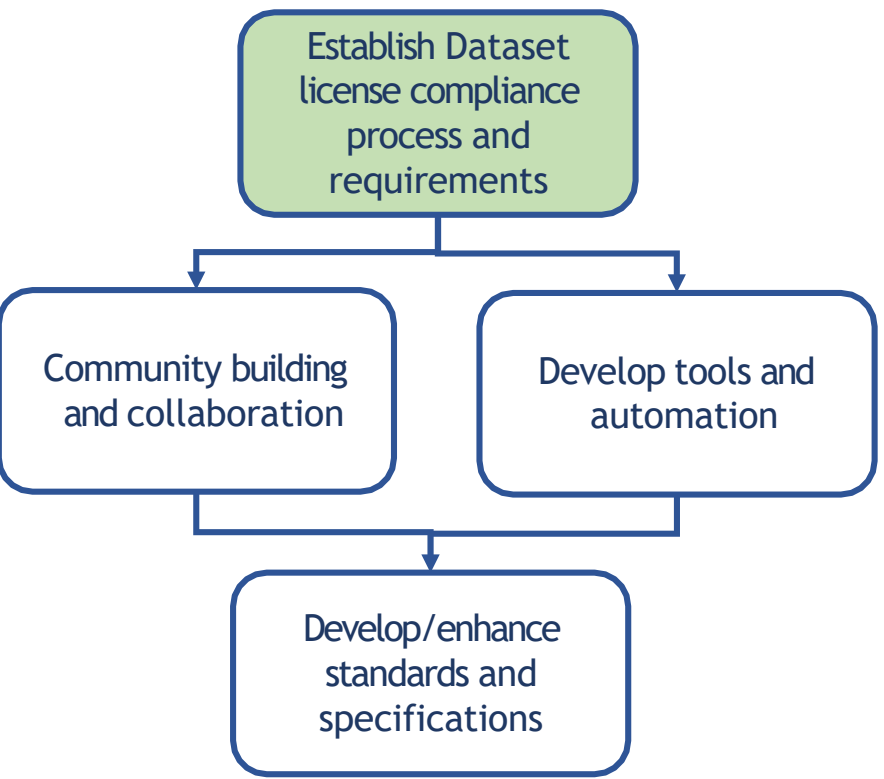 Establish Dataset
license compliance
process and
requirements
Community building
and collaboration
Develop tools and
automation
Develop/enhance
standards and
specifications